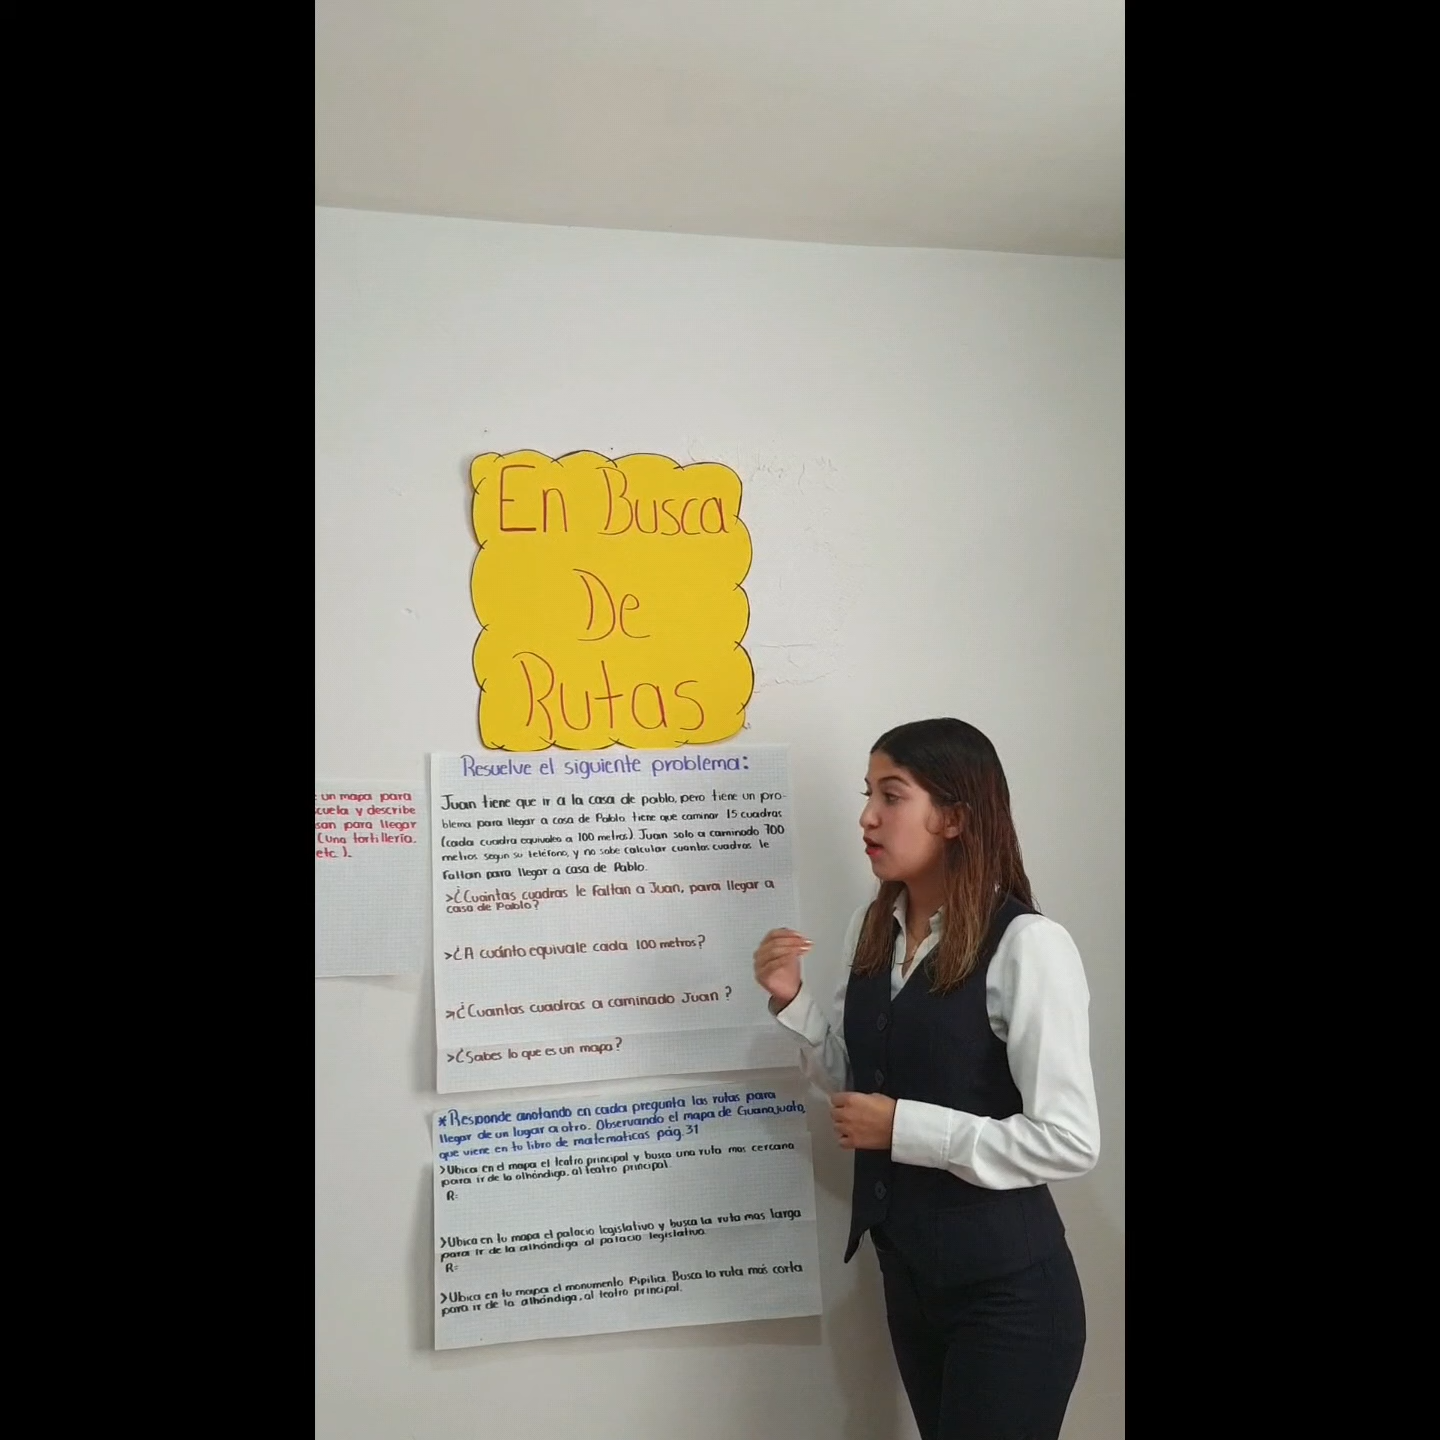 En Busca
De
Rutas
un mapa para
cuela y describe
san para llegar
(una tortillería.
etc).
Resuelve el siguiente problema:
Juan tiene que ir a la casa de pablo, pero tiene un pro-
blema para llegar a casa de Pablo tiene que caminar 15 cuadras
(cada cuadra equivalea a 100 metros). Juan solo a caminado 700
metros segun su teléfono, y no sabe calcular cuantas cuadras le
faltan para llegar a casa de Pablo.
>¿Cuántas cuadras le faltan a Juan, para llegar a
casa de Pablo?
>¿A cuánto equivale cada 100 metros?
>¿Cuantas cuadras a caminado Juan?
>¿Sabes lo que es un mapa?
*Responde anotando en cada pregunta las rutas para
llegar de un lugar a otro. Observando el mapa de Guanajuato,
que viene en tu libro de matematicas pág.31
>Ubica en el mapa el teatro principal y busca una ruta mas cercana
para ir de la alhóndiga, al teatro principal.
R:
>Ubica en tu mapa el palacio legislativo y busca la ruta mas larga
para ir de la alhóndiga al palacio legislativo
R:
>Ubica en tu mapa el monumento Pipilia. Busca la ruta más corta
para ir de la alhóndiga, al teatro principal.